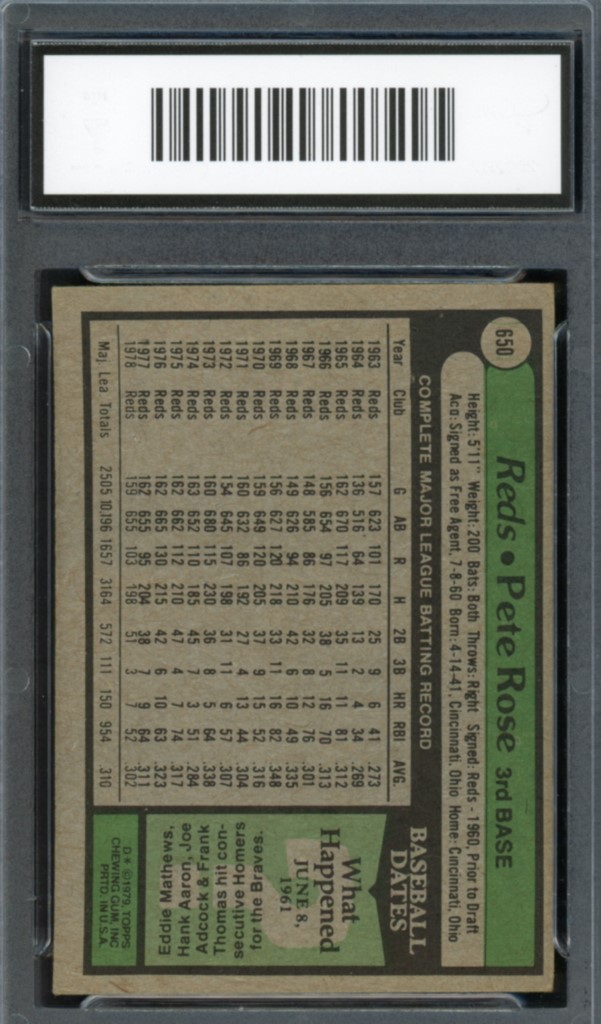 650
Reds • Pete Rose 3rd BASE
Height: 5'11" Weight: 200 Bats: Both Throws: Right Signed: Reds - 1960, Prior to Draft
Acq: Signed as Free Agent, 7-8-60 Born: 4-14-41, Cincinnati, Ohio Home: Cincinnati, Ohio
COMPLETE MAJOR LEAGUE BATTING RECORD
Year Club G AB R H 2B 3B HR RBI AVG.
1963 Reds 157 623 101 170 25 9 6 41 .273
1964 Reds 136 516 64 139 13 2 4 34 .269
1965 Reds 162 670 117 209 35 11 11 81 .312
1966 Reds 156 654 97 205 38 5 16 70 .313
1967 Reds 148 585 86 176 32 8 12 76 .301
1968 Reds 149 626 94 210 42 6 10 49 .335
1969 Reds 156 627 120 218 33 11 16 82 .348
1970 Reds 159 649 120 205 37 9 15 52 .316
1971 Reds 160 632 86 192 27 4 13 44 .304
1972 Reds 154 645 107 198 31 11 6 57 .307
1973 Reds 160 680 115 230 36 8 5 64 .338
1974 Reds 163 652 110 185 45 7 3 51 .284
1975 Reds 162 662 112 210 47 4 7 74 .317
1976 Reds 162 665 130 215 42 6 10 63 .323
1977 Reds 162 655 95 204 38 7 9 64 .311
1978 Reds 159 655 103 198 51 3 7 52 .302
Maj. Lea. Totals 2505 10,196 1657 3164 572 111 150 954 .310
BASEBALL
DATES
What
Happened
JUNE 8,
1961
Eddie Mathews,
Hank Aaron, Joe
Adcock & Frank
Thomas hit con-
secutive Homers
for the Braves.
D* © 1979, TOPPS
CHEWING GUM, INC.
PRTD. IN U.S.A.